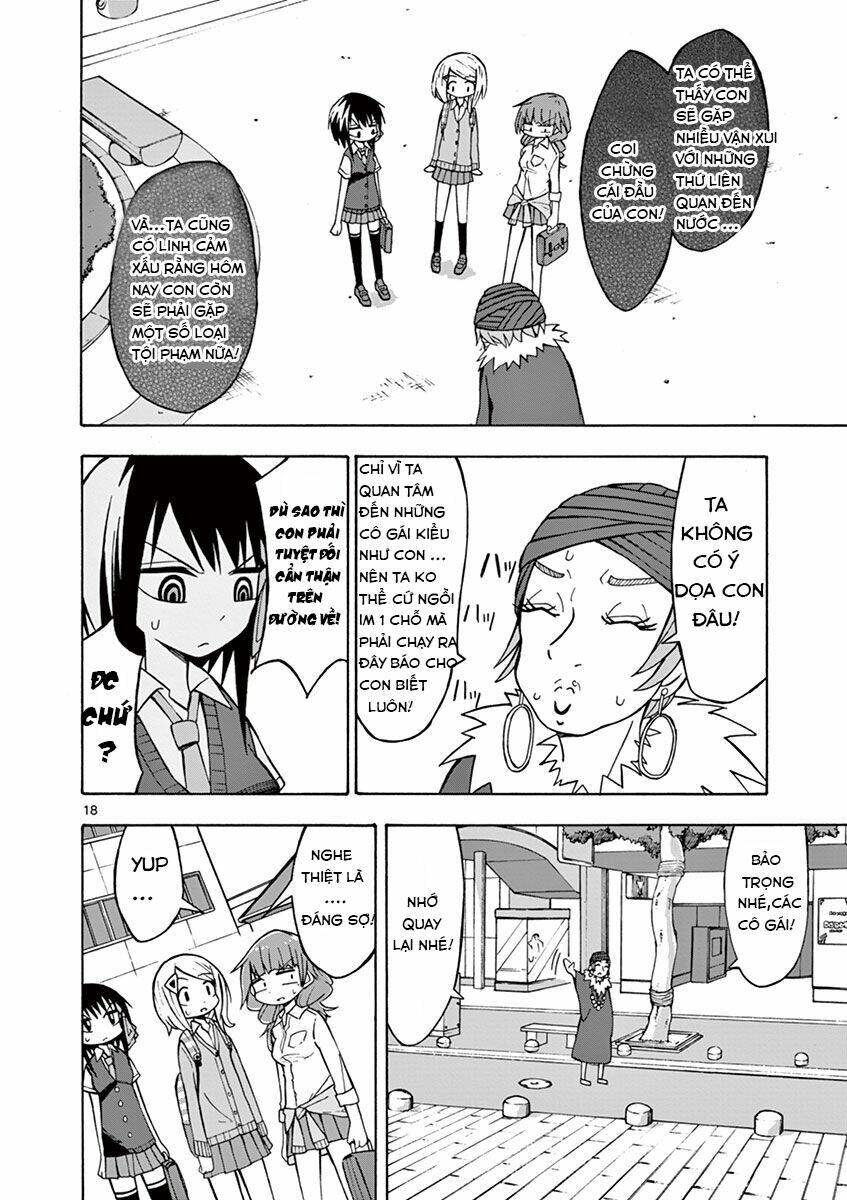 TA CÓ THỂ
THẤY CON
SẼ GẶP
NHIỀU VẬN XUI
VỚI NHỮNG
THỨ LIÊN
QUAN ĐẾN
NƯỚC ...
COI
CHỪNG
CÁI ĐẦU
CỦA CON!
VÀ...TA CŨNG
CÓ LINH CẢM
XẤU RẰNG HÔM
NAY CON CÒN
SẼ PHẢI GẶP
MỘT SỐ LOẠI
TỘI PHẠM NỮA!
TA
KHÔNG
CÓ Ý
DỌA CON
ĐÂU!
CHỈ VÌ TA
QUAN TÂM
ĐẾN NHỮNG
CÔ GÁI KIỂU
NHƯ CON ...
NÊN TA KO
THỂ CỨ NGỒI
IM 1 CHỖ MÀ
PHẢI CHẠY RA
ĐÂY BÁO CHO
CON BIẾT
LUÔN!
DÙ SAO THÌ
CON PHẢI
TUYỆT ĐỐI
CẨN THẬN
TRÊN
ĐƯỜNG VỀ!
ĐC
CHỨ
?
18
BẢO
TRỌNG
NHÉ,CÁC
CÔ GÁI!
NHỚ
QUAY
LẠI NHÉ!
NGHE
THIỆT LÀ
....
ĐÁNG SỢ!
YUP
...